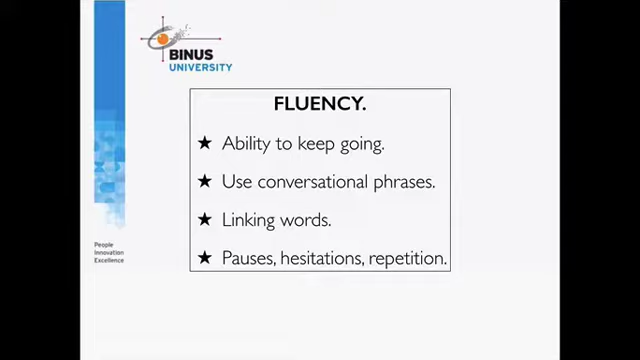 BINUS
UNIVERSITY
FLUENCY.
★ Ability to keep going.
★ Use conversational phrases.
★ Linking words.
★ Pauses, hesitations, repetition.
People
Innovation
Excellence